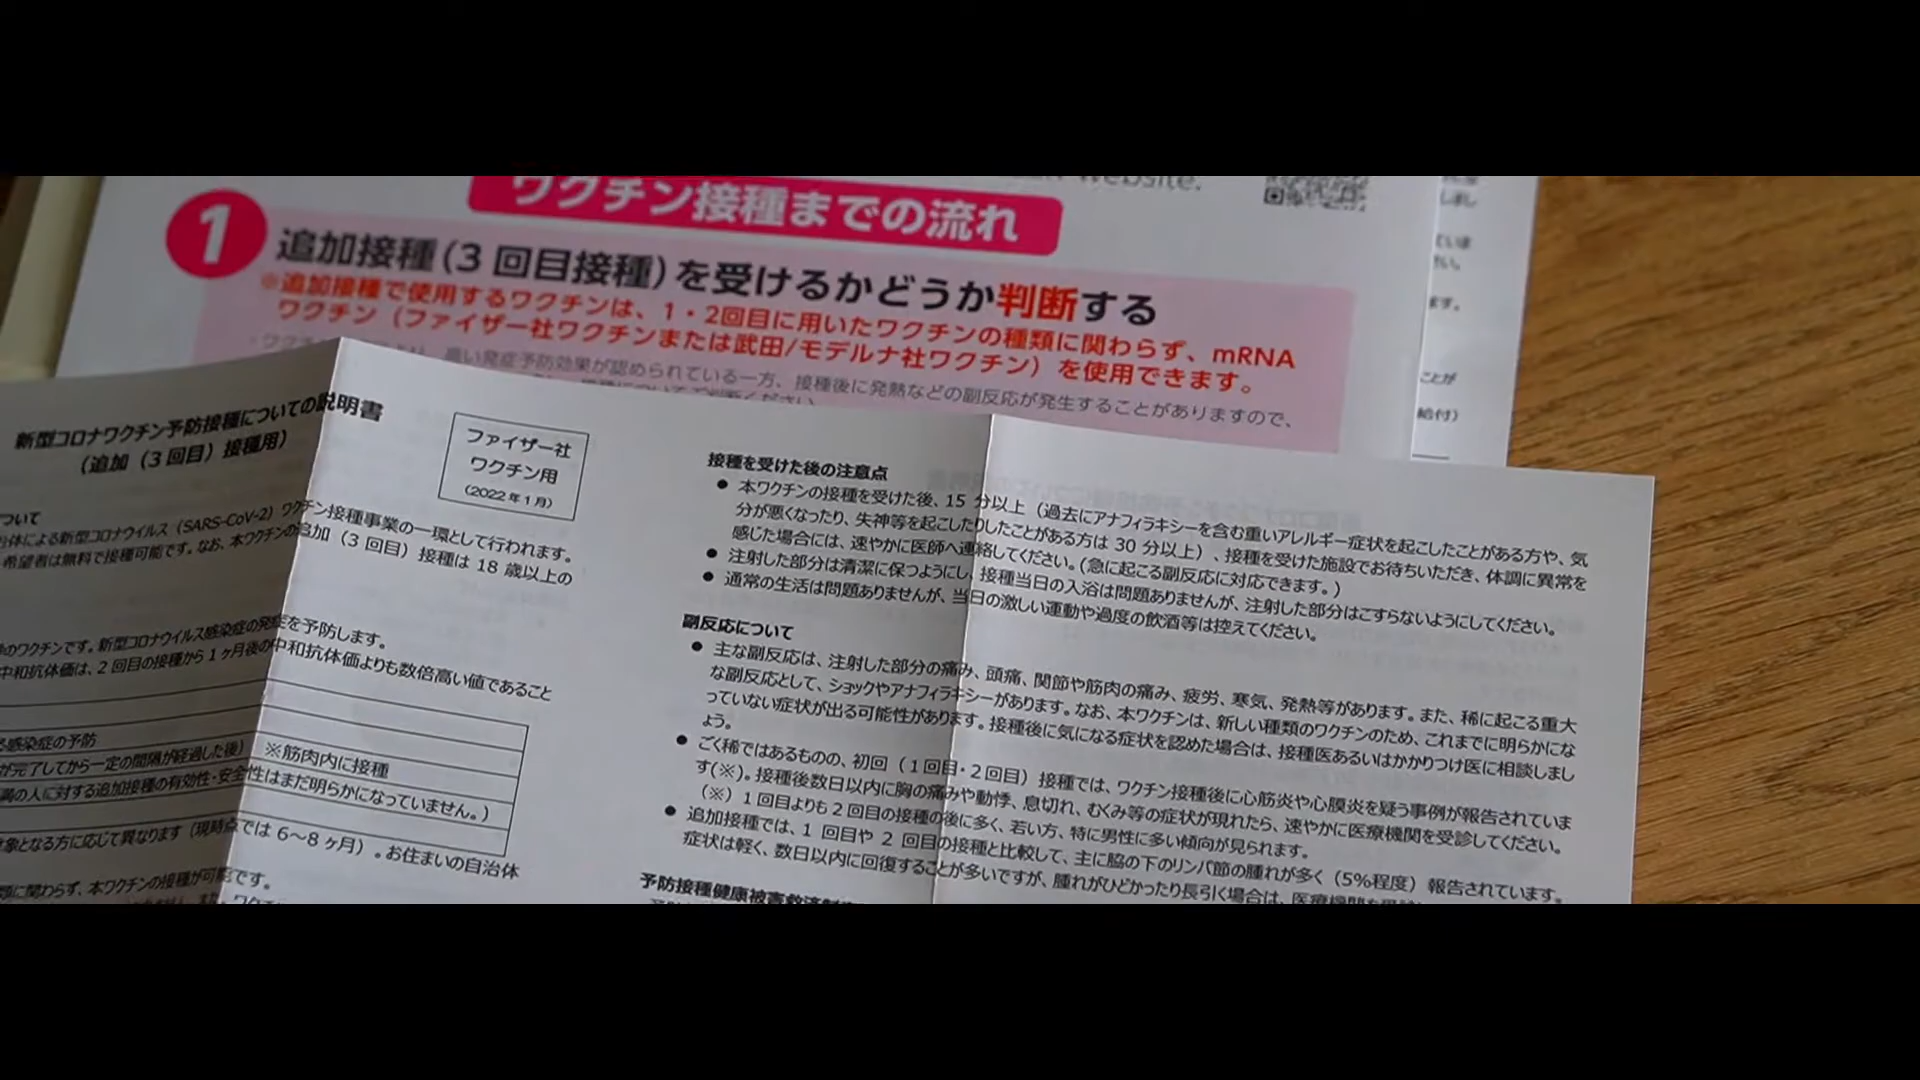 website.
ワクチン接種までの流れ
1
追加接種(3 回目接種)を受けるかどうか判断する
※追加接種で使用するワクチンは、1・2回目に用いたワクチンの種類に関わらず、mRNA
ワクチン（ファイザー社ワクチンまたは武田/モデルナ社ワクチン）を使用できます。
高い発症予防効果が認められている一方、接種後に発熱などの副反応が発生することがありますので、
ことが
給付）
新型コロナワクチン予防接種についての説明書
（追加（3 回目）接種用）
ファイザー社
ワクチン用
（2022 年 1 月）
ついて
体による新型コロナウイルス（SARS-CoV-2）ワクチン接種事業の一環として行われます。
希望者は無料で接種可能です。なお、本ワクチンの追加（3 回目）接種は 18 歳以上の
のワクチンです。新型コロナウイルス感染症の発症を予防します。
中和抗体価は、2 回目の接種から 1 ヶ月後の中和抗体価よりも数倍高い値であること
る感染症の予防
が完了してから一定の間隔が経過した後） ※筋肉内に接種
満の人に対する追加接種の有効性・安全性はまだ明らかになっていません。）
象となる方に応じて異なります（現時点では 6～8 ヶ月）。お住まいの自治体
類に関わらず、本ワクチンの接種が可能です。
接種を受けた後の注意点
● 本ワクチンの接種を受けた後、15 分以上（過去にアナフィラキシーを含む重いアレルギー症状を起こしたことがある方や、気
分が悪くなったり、失神等を起こしたりしたことがある方は 30 分以上）、接種を受けた施設でお待ちいただき、体調に異常を
感じた場合には、速やかに医師へ連絡してください。(急に起こる副反応に対応できます。)
● 注射した部分は清潔に保つようにし、接種当日の入浴は問題ありませんが、注射した部分はこすらないようにしてください。
● 通常の生活は問題ありませんが、当日の激しい運動や過度の飲酒等は控えてください。
副反応について
● 主な副反応は、注射した部分の痛み、頭痛、関節や筋肉の痛み、疲労、寒気、発熱等があります。また、稀に起こる重大
な副反応として、ショックやアナフィラキシーがあります。なお、本ワクチンは、新しい種類のワクチンのため、これまでに明らかにな
っていない症状が出る可能性があります。接種後に気になる症状を認めた場合は、接種医あるいはかかりつけ医に相談しまし
ょう。
● ごく稀ではあるものの、初回（1回目・2回目）接種では、ワクチン接種後に心筋炎や心膜炎を疑う事例が報告されていま
す(※)。接種後数日以内に胸の痛みや動悸、息切れ、むくみ等の症状が現れたら、速やかに医療機関を受診してください。
（※）1 回目よりも 2 回目の接種の後に多く、若い方、特に男性に多い傾向が見られます。
● 追加接種では、1 回目や 2 回目の接種と比較して、主に脇の下のリンパ節の腫れが多く（5%程度）報告されています。
症状は軽く、数日以内に回復することが多いですが、腫れがひどかったり長引く場合は、医療機関を
予防接種健康被害救済制